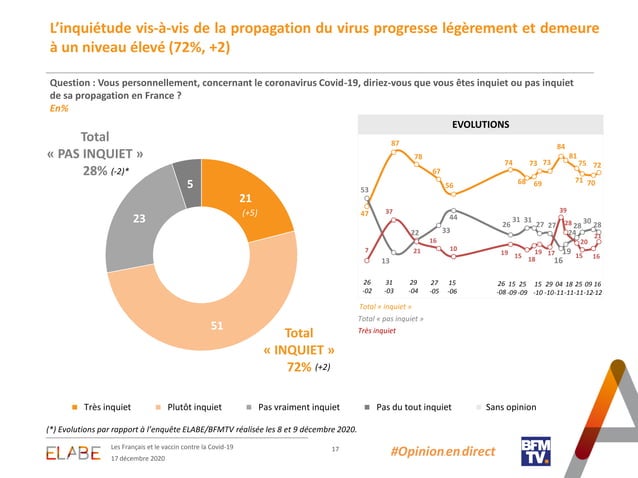 L’inquiétude vis-à-vis de la propagation du virus progresse légèrement et demeure
à un niveau élevé (72%, +2)
Question : Vous personnellement, concernant le coronavirus Covid-19, diriez-vous que vous êtes inquiet ou pas inquiet
de sa propagation en France ?
En%
Total
« PAS INQUIET »
28% (-2)*
5
21
(+5)
23
51
Total
« INQUIET »
72% (+2)
EVOLUTIONS
87
84
78
81
74
73
73
75
72
67
68
69
71
70
56
53
47
44
39
37
33
31
31
30
26
27
27
28
28
28
24
22
21
21
20
19
19
19
18
17
16
16
16
15
15
13
10
7
26 31 29 27 15 26 15 25 15 29 04 18 25 09 16
-02 -03 -04 -05 -06 -08 -09 -09 -10 -10 -11 -11 -11 -12 -12
Total « inquiet »
Total « pas inquiet »
Très inquiet
Très inquiet Plutôt inquiet Pas vraiment inquiet Pas du tout inquiet Sans opinion
(*) Evolutions par rapport à l’enquête ELABE/BFMTV réalisée les 8 et 9 décembre 2020.
ELABE
Les Français et le vaccin contre la Covid-19
17 décembre 2020
17
#Opinion en direct
BFM
TV.